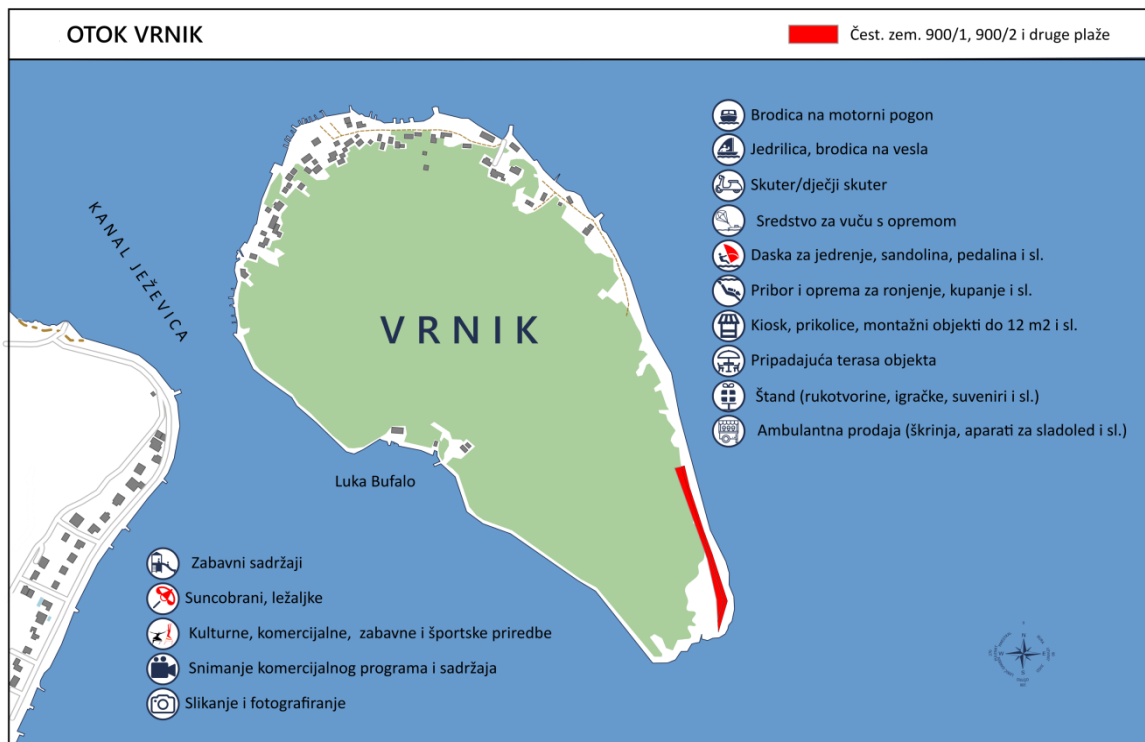 OTOK VRNIK
Čest. zem. 900/1, 900/2 i druge plaže
Brodica na motorni pogon
Jedrilica, brodica na vesla
Skuter/dječji skuter
Sredstvo za vuču s opremom
Daska za jedrenje, sandolina, pedalina i sl.
Pribor i oprema za ronjenje, kupanje i sl.
Kiosk, prikolice, montažni objekti do 12 m2 i sl.
Pripadajuća terasa objekta
Štand (rukotvorine, igračke, suveniri i sl.)
Ambulantna prodaja (škrinja, aparati za sladoled i sl.)
KANAL JEŽEVICA
VRNIK
Luka Bufalo
Zabavni sadržaji
Suncobrani, ležaljke
Kulturne, komercijalne, zabavne i športske priredbe
Snimanje komercijalnog programa i sadržaja
Slikanje i fotografiranje